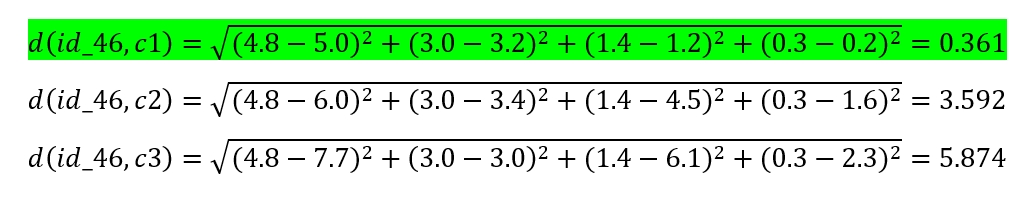 d(id_46, c1) = √((4.8 − 5.0)² + (3.0 − 3.2)² + (1.4 − 1.2)² + (0.3 − 0.2)²) = 0.361
d(id_46, c2) = √((4.8 − 6.0)² + (3.0 − 3.4)² + (1.4 − 4.5)² + (0.3 − 1.6)²) = 3.592
d(id_46, c3) = √((4.8 − 7.7)² + (3.0 − 3.0)² + (1.4 − 6.1)² + (0.3 − 2.3)²) = 5.874